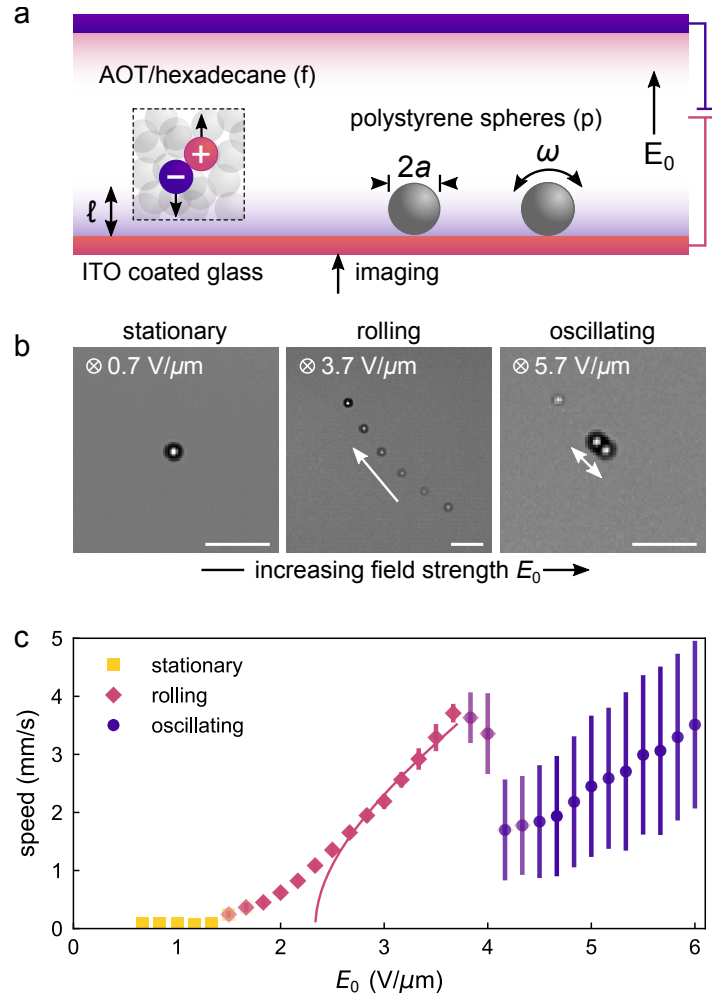 a
AOT/hexadecane (f)
polystyrene spheres (p)
E₀
+
−
2a
ω
ℓ
ITO coated glass
imaging
b
stationary
rolling
oscillating
⊗ 0.7 V/μm
⊗ 3.7 V/μm
⊗ 5.7 V/μm
increasing field strength E₀
c
5
4
3
2
1
0
speed (mm/s)
stationary
rolling
oscillating
0 1 2 3 4 5 6
E₀ (V/μm)